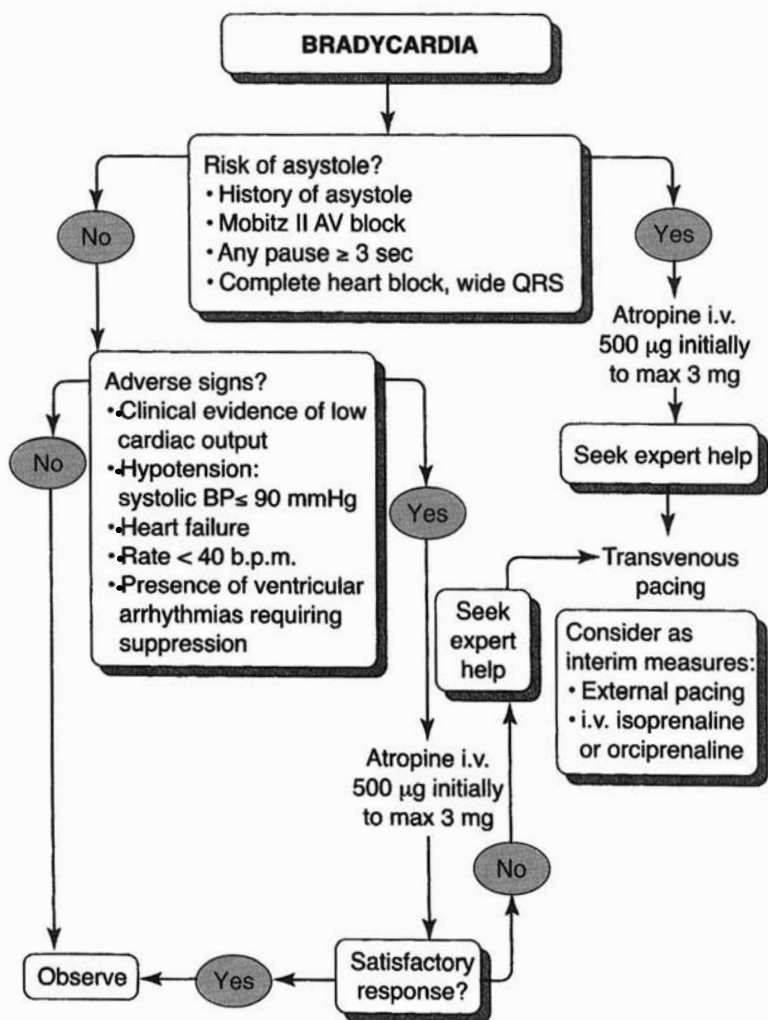 BRADYCARDIA
Risk of asystole?
• History of asystole
• Mobitz II AV block
• Any pause ≥ 3 sec
• Complete heart block, wide QRS
No
Yes
Atropine i.v.
500 µg initially
to max 3 mg
Seek expert help
Transvenous
pacing
Consider as
interim measures:
• External pacing
• i.v. isoprenaline
or orciprenaline
Adverse signs?
• Clinical evidence of low
cardiac output
• Hypotension:
systolic BP≤ 90 mmHg
• Heart failure
• Rate < 40 b.p.m.
• Presence of ventricular
arrhythmias requiring
suppression
No
Yes
Atropine i.v.
500 µg initially
to max 3 mg
Satisfactory
response?
No
Seek
expert
help
Yes
Observe